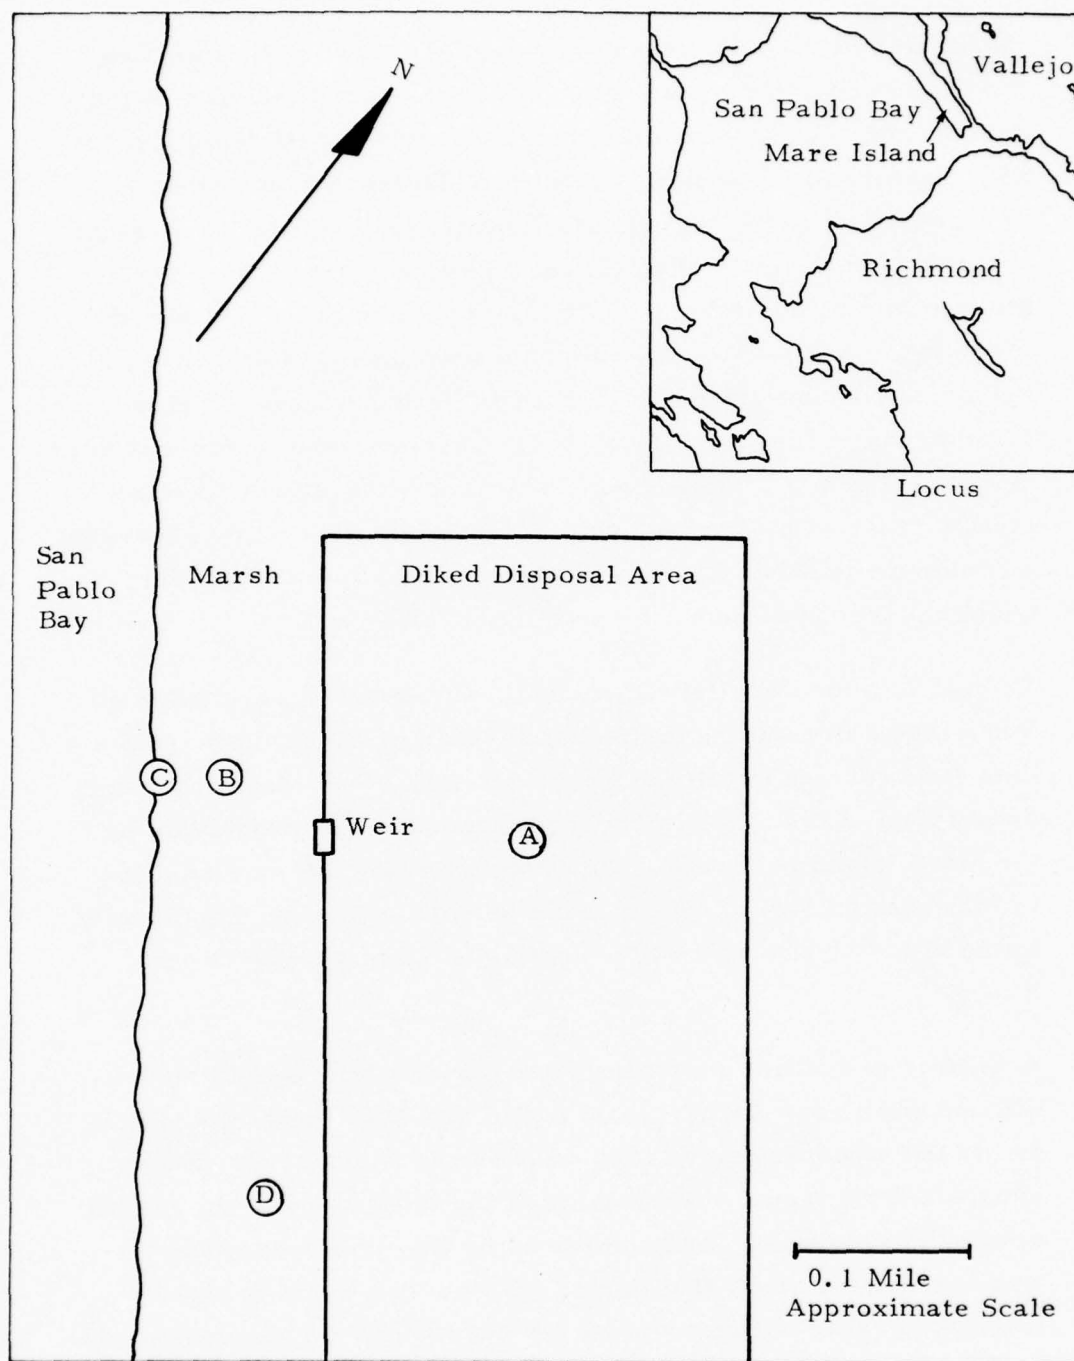 N
Vallejo
San Pablo Bay
Mare Island
Richmond
Locus
San
Pablo
Bay
Marsh
Diked Disposal Area
C
B
Weir
A
D
0.1 Mile
Approximate Scale